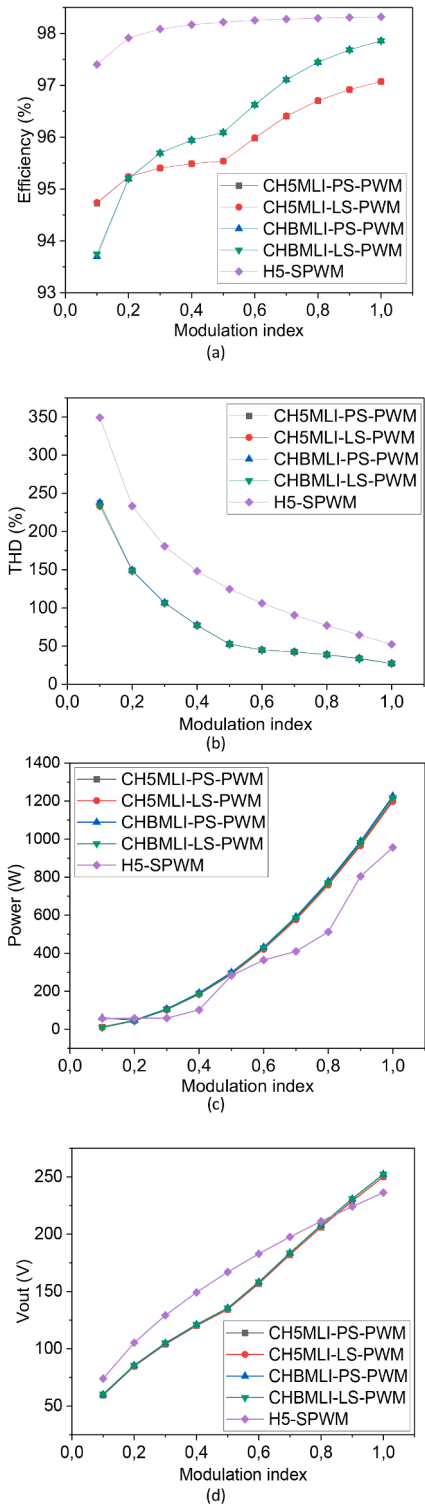 98
97
96
95
94
93
Efficiency (%)
CH5MLI-PS-PWM
CH5MLI-LS-PWM
CHBMLI-PS-PWM
CHBMLI-LS-PWM
H5-SPWM
0,0 0,2 0,4 0,6 0,8 1,0
Modulation index
(a)
350
300
250
200
150
100
50
0
THD (%)
CH5MLI-PS-PWM
CH5MLI-LS-PWM
CHBMLI-PS-PWM
CHBMLI-LS-PWM
H5-SPWM
0,0 0,2 0,4 0,6 0,8 1,0
Modulation index
(b)
1400
1200
1000
800
600
400
200
0
Power (W)
CH5MLI-PS-PWM
CH5MLI-LS-PWM
CHBMLI-PS-PWM
CHBMLI-LS-PWM
H5-SPWM
0,0 0,2 0,4 0,6 0,8 1,0
Modulation index
(c)
250
200
150
100
50
Vout (V)
CH5MLI-PS-PWM
CH5MLI-LS-PWM
CHBMLI-PS-PWM
CHBMLI-LS-PWM
H5-SPWM
0,0 0,2 0,4 0,6 0,8 1,0
Modulation index
(d)